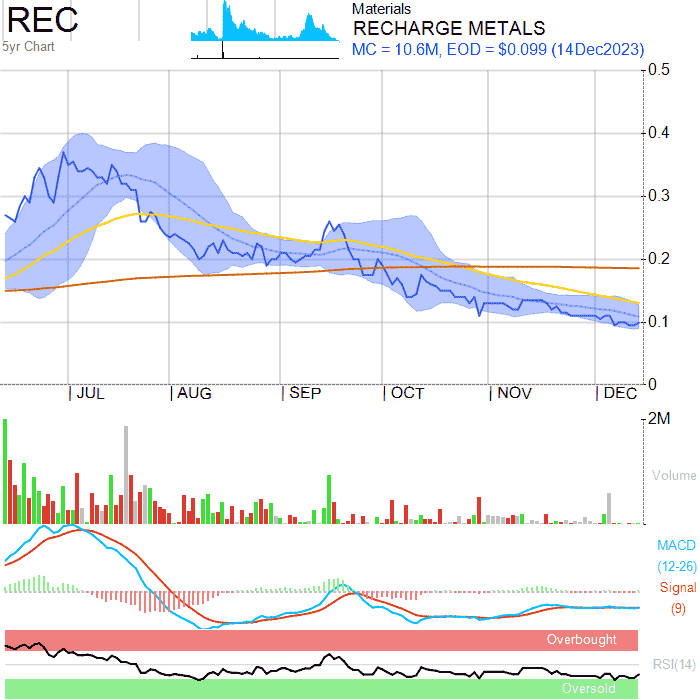 REC
5yr Chart
Materials
RECHARGE METALS
MC = 10.6M, EOD = $0.099 (14Dec2023)
0.5
0.4
0.3
0.2
0.1
0
JUL AUG SEP OCT NOV DEC
2M
Volume
MACD
(12-26)
Signal
(9)
Overbought
RSI(14)
Oversold